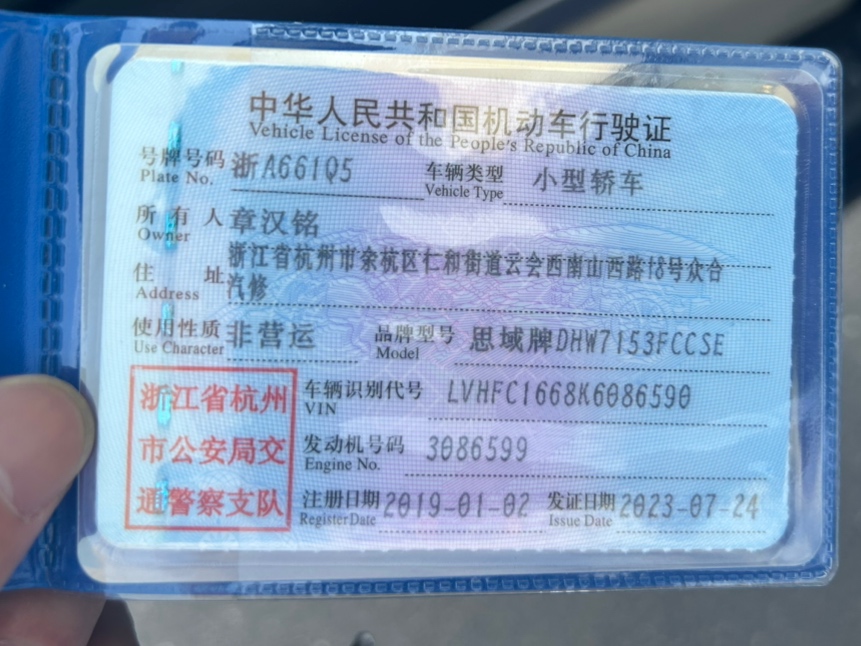 中华人民共和国机动车行驶证
Vehicle License of the People's Republic of China
号牌号码 浙A661Q5 车辆类型 小型轿车
Plate No. Vehicle Type
所有人 章汉铭
Owner
住址 浙江省杭州市余杭区仁和街道云会西南山西路18号众合
Address 汽修
使用性质 非营运 品牌型号 思域牌DHW7153FCCSE
Use Character Model
浙江省杭州 车辆识别代号 LVHFC1668K6086590
VIN
市公安局交 发动机号码 3086599
Engine No.
通警察支队 注册日期 2019-01-02 发证日期 2023-07-24
Register Date Issue Date